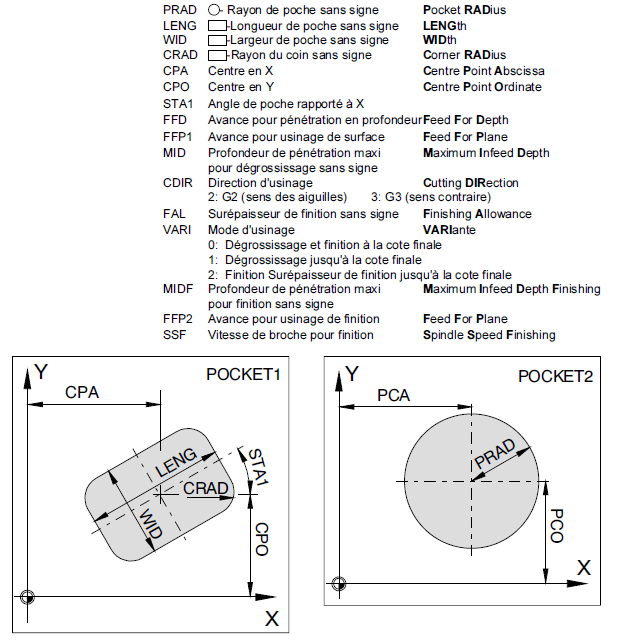 PRAD Rayon de poche sans signe Pocket RADius
LENG Longueur de poche sans signe LENGth
WID Largeur de poche sans signe WIDth
CRAD Rayon du coin sans signe Corner RADius
CPA Centre en X Centre Point Abscissa
CPO Centre en Y Centre Point Ordinate
STA1 Angle de poche rapporté à X
FFD Avance pour pénétration en profondeur Feed For Depth
FFP1 Avance pour usinage de surface Feed For Plane
MID Profondeur de pénétration maxi Maximum Infeed Depth
pour dégrossissage sans signe
CDIR Direction d'usinage Cutting DIRection
2: G2 (sens des aiguilles) 3: G3 (sens contraire)
FAL Surépaisseur de finition sans signe Finishing Allowance
VARI Mode d'usinage VARIante
0: Dégrossissage et finition à la cote finale
1: Dégrossissage jusqu'à la cote finale
2: Finition Surépaisseur de finition jusqu'à la cote finale
MIDF Profondeur de pénétration maxi Maximum Infeed Depth Finishing
pour finition sans signe
FFP2 Avance pour usinage de finition Feed For Plane
SSF Vitesse de broche pour finition Spindle Speed Finishing
Y
CPA
POCKET1
LENG
STA1
CRAD
WID
CPO
X
Y
PCA
POCKET2
PRAD
PCO
X